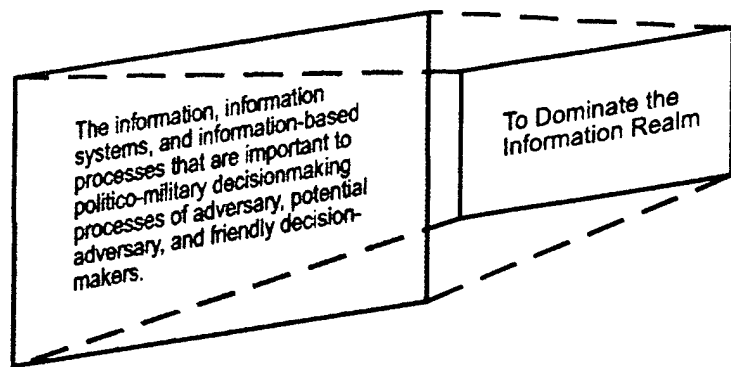 The information, information
systems, and information-based
processes that are important to
politico-military decisionmaking
processes of adversary, potential
adversary, and friendly decision-
makers.
To Dominate the
Information Realm